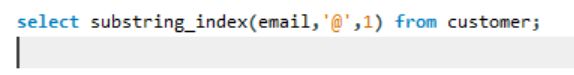 select substring_index(email,'@',1) from customer;